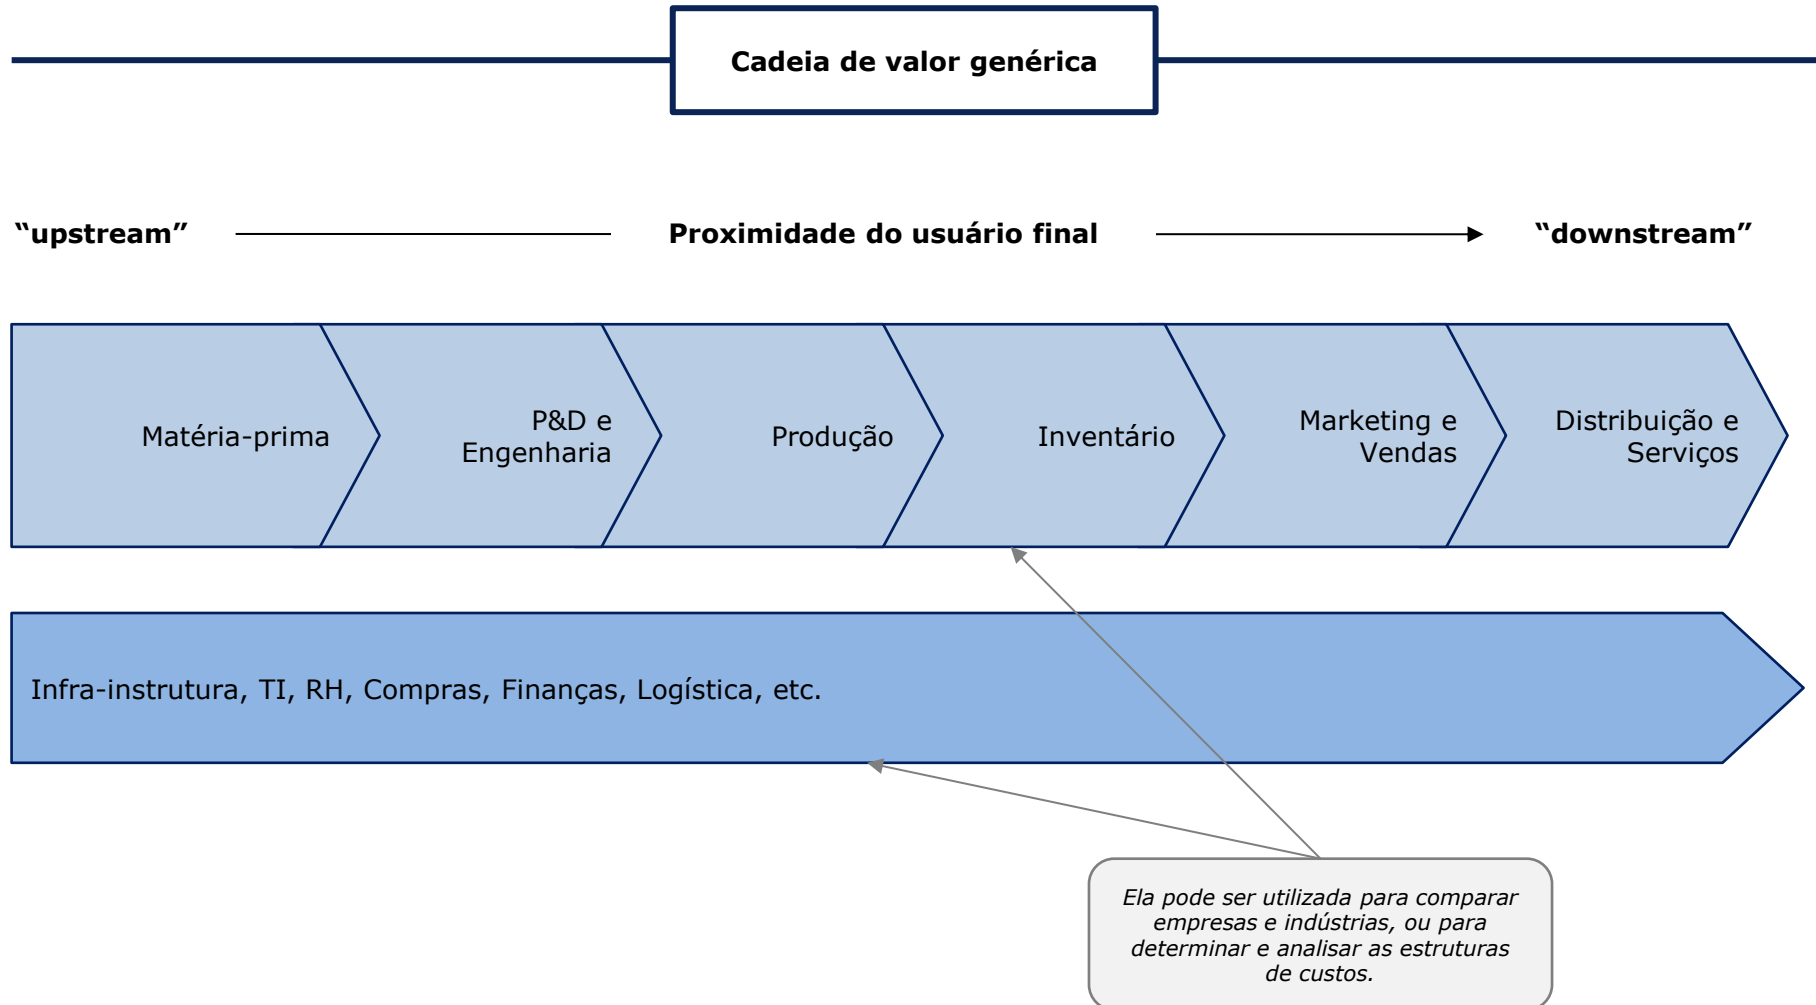 Cadeia de valor genérica
“upstream”
Proximidade do usuário final
“downstream”
Matéria-prima
P&D e
Engenharia
Produção
Inventário
Marketing e
Vendas
Distribuição e
Serviços
Infra-instrutura, TI, RH, Compras, Finanças, Logística, etc.
Ela pode ser utilizada para comparar
empresas e indústrias, ou para
determinar e analisar as estruturas
de custos.